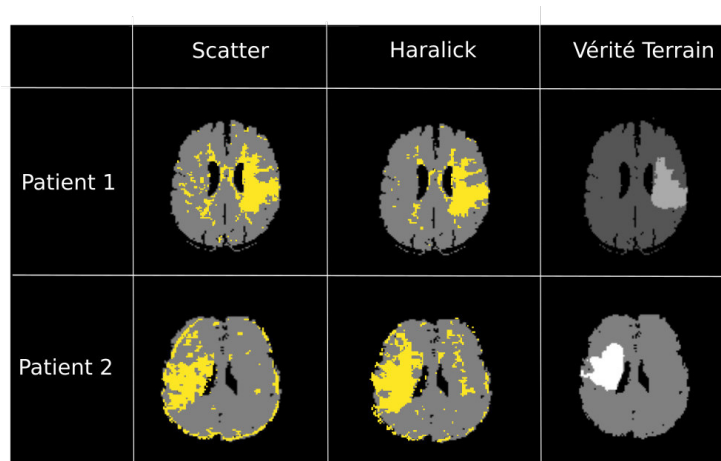 Scatter
Haralick
Vérité Terrain
Patient 1
Patient 2